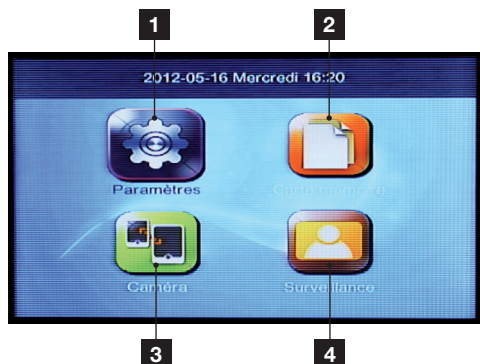 1 2
2012-05-16 Mercredi 16:20
Paramètres
Caméra Surveillance
3 4